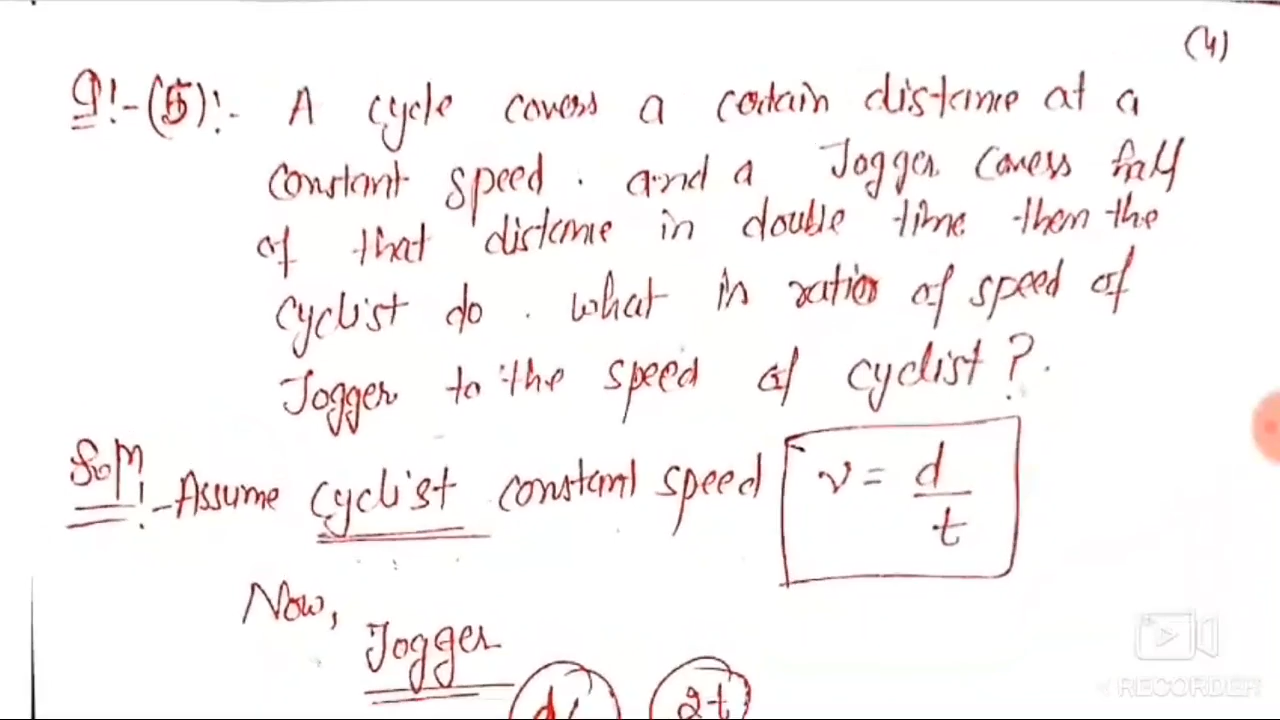 (4)
Q!-(5):- A cycle covers a certain distance at a
constant speed . and a Jogger covers half
of that distance in double time then the
cyclist do . what is ratio of speed of
Jogger to the speed of cyclist ?.
Soln!-Assume cyclist constant speed v = d/t
Now,
Jogger
d/ 2t
RECORDER